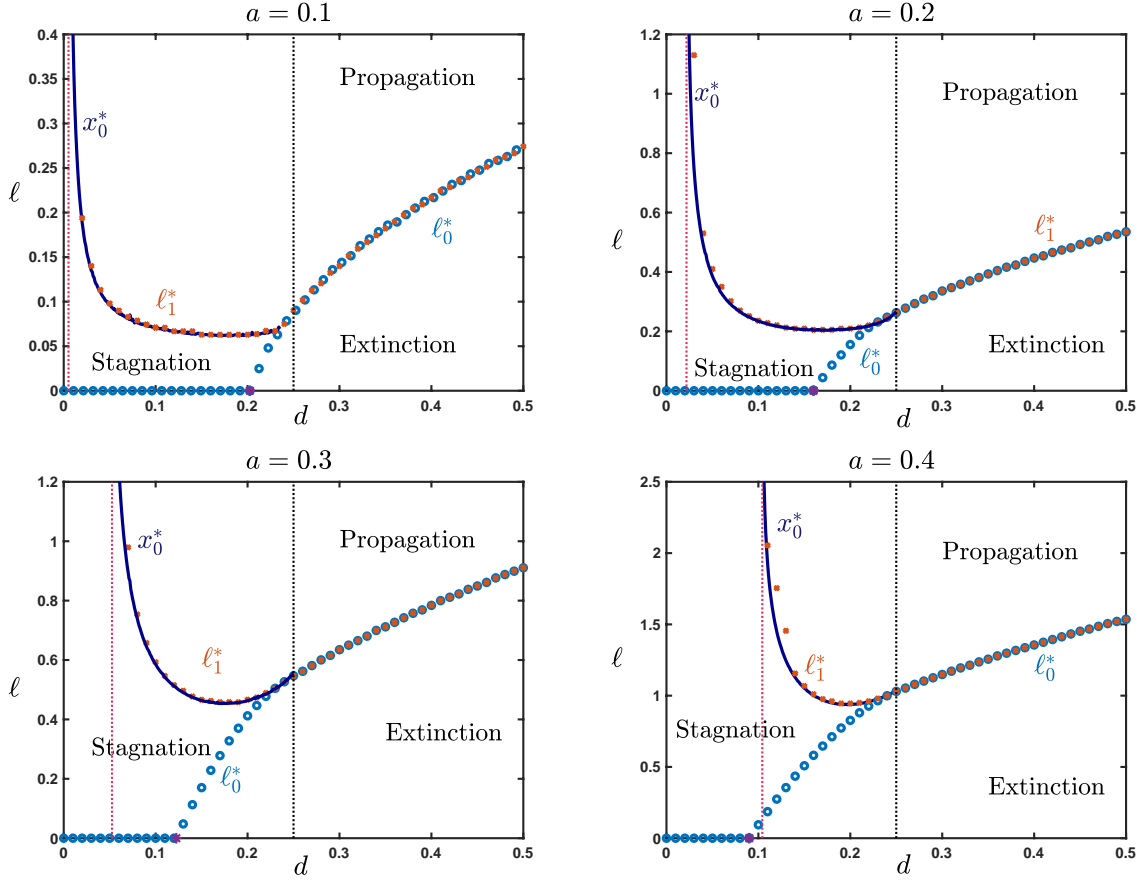 a = 0.1
0.4
0.35
0.3
0.25
0.2
0.15
0.1
0.05
0
ℓ
x₀*
ℓ₁*
ℓ₀*
Propagation
Stagnation
Extinction
0 0.1 0.2 0.3 0.4 0.5
d
a = 0.2
1.2
1
0.8
0.6
0.4
0.2
0
ℓ
x₀*
ℓ₁*
ℓ₀*
Propagation
Stagnation
Extinction
0 0.1 0.2 0.3 0.4 0.5
d
a = 0.3
1.2
1
0.8
0.6
0.4
0.2
0
ℓ
x₀*
ℓ₁*
ℓ₀*
Propagation
Stagnation
Extinction
0 0.1 0.2 0.3 0.4 0.5
d
a = 0.4
2.5
2
1.5
1
0.5
0
ℓ
x₀*
ℓ₁*
ℓ₀*
Propagation
Stagnation
Extinction
0 0.1 0.2 0.3 0.4 0.5
d